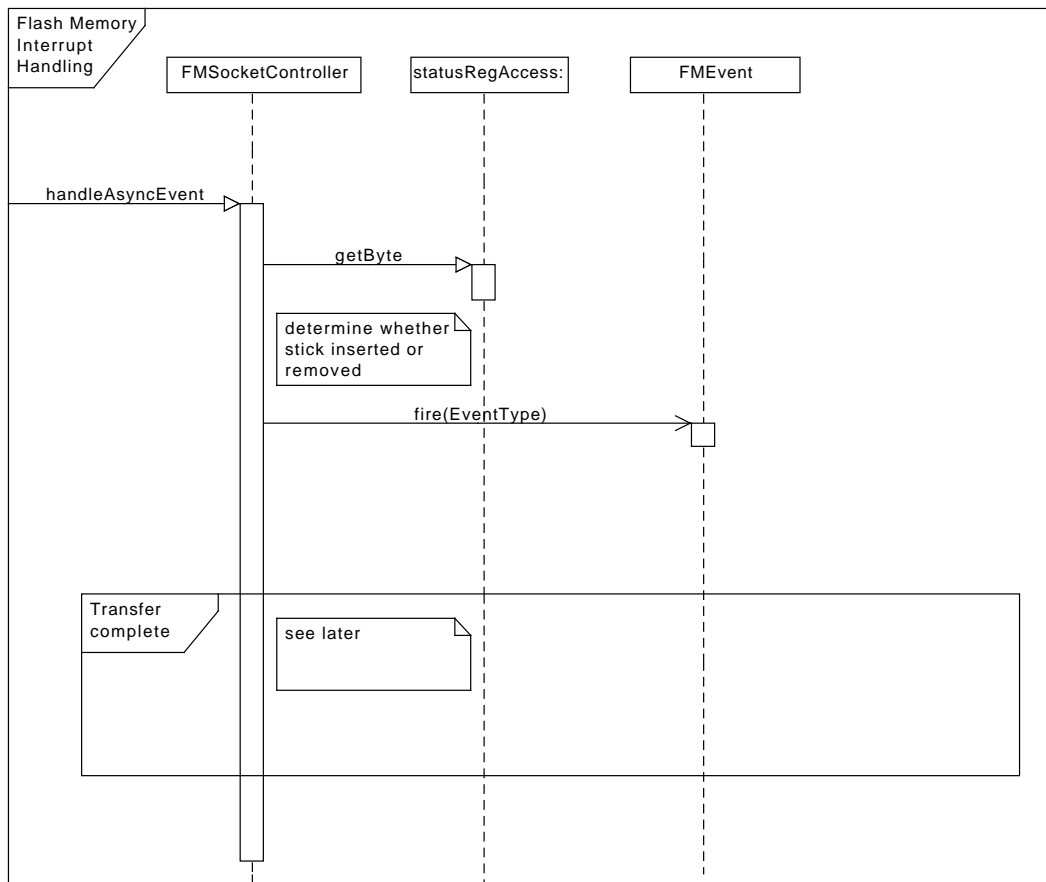 Flash Memory
Interrupt
Handling
FMSocketController
statusRegAccess:
FMEvent
handleAsyncEvent
getByte
determine whether
stick inserted or
removed
fire(EventType)
Transfer
complete
see later